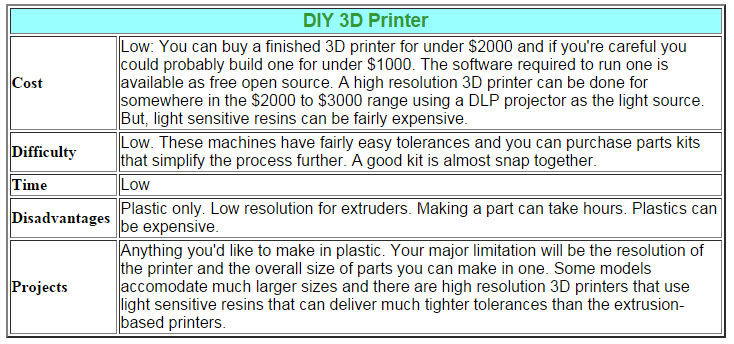 DIY 3D Printer
Cost
Low: You can buy a finished 3D printer for under $2000 and if you're careful you
could probably build one for under $1000. The software required to run one is
available as free open source. A high resolution 3D printer can be done for
somewhere in the $2000 to $3000 range using a DLP projector as the light source.
But, light sensitive resins can be fairly expensive.
Difficulty
Low. These machines have fairly easy tolerances and you can purchase parts kits
that simplify the process further. A good kit is almost snap together.
Time
Low
Disadvantages
Plastic only. Low resolution for extruders. Making a part can take hours. Plastics can
be expensive.
Projects
Anything you'd like to make in plastic. Your major limitation will be the resolution of
the printer and the overall size of parts you can make in one. Some models
accomodate much larger sizes and there are high resolution 3D printers that use
light sensitive resins that can deliver much tighter tolerances than the extrusion-
based printers.